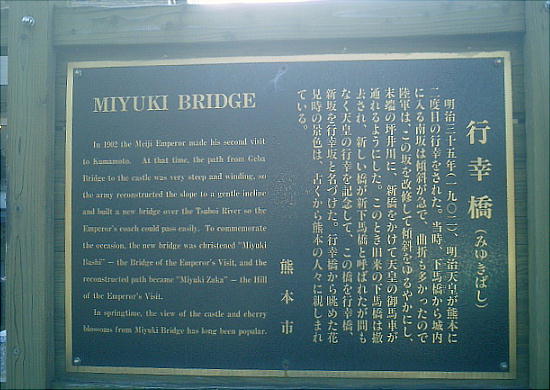 MIYUKI BRIDGE
In 1902 the Meiji Emperor made his second visit
to Kumamoto. At that time, the path from Geba
Bridge to the castle was very steep and winding, so
the army reconstructed the slope to a gentle incline
and built a new bridge over the Tsuboi River so the
Emperor's coach could pass easily. To commemorate
the occasion, the new bridge was christened "Miyuki
Bashi" — the Bridge of the Emperor's Visit, and the
reconstructed path became "Miyuki Zaka" — the Hill
of the Emperor's Visit.
In springtime, the view of the castle and cherry
blossoms from Miyuki Bridge has long been popular.
行幸橋(みゆきばし)
明治三十五年(一九〇二)、明治天皇が熊本に
二度目の行幸をされた。当時、下馬橋から城内
に入る南坂は傾斜が急で、曲折も多かったので
陸軍は、この坂を改修して傾斜をゆるやかにし、
末端の坪井川に、新橋をかけて天皇の御馬車が
通れるようにした。このとき旧来の下馬橋は撤
去され、新しい橋が新下馬橋と呼ばれたが間も
なく天皇の行幸を記念して、この橋を行幸橋、
新坂を行幸坂と名づけた。行幸橋から眺めた花
見時の景色は、古くから熊本の人々に親しまれ
ている。
熊本市